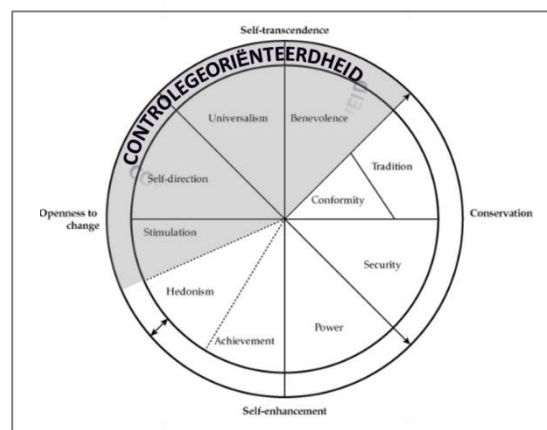 Self-transcendence
CONTRÔLEGEORIËNTEERDHEID
Universalism
Benevolence
Self-direction
Tradition
Conformity
Openness to
change
Conservation
Stimulation
Security
Hedonism
Achievement
Power
Self-enhancement